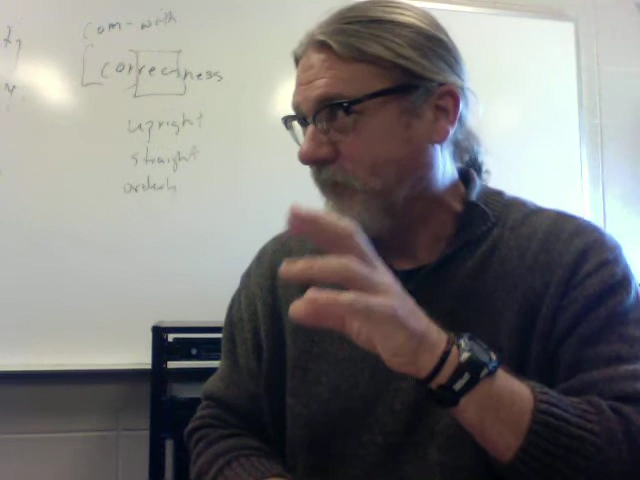 com-with
correctness
upright
straight
orderly